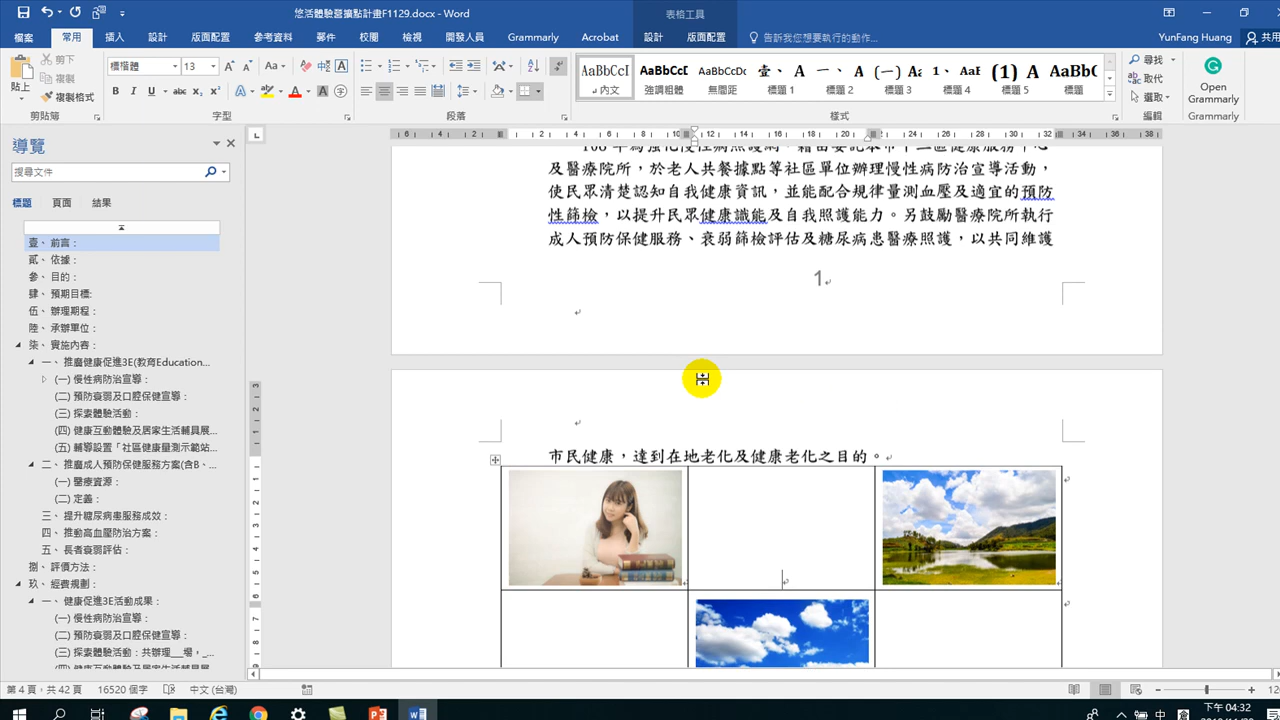 悠活體驗營擴點計畫F1129.docx - Word
表格工具
檔案 常用 插入 設計 版面配置 參考資料 郵件 校閱 檢視 開發人員 Grammarly Acrobat 設計 版面配置 告訴我您想要執行的動作... YunFang Huang 共用
貼上 剪下 複製 複製格式
剪貼簿
標楷體 13
字型
段落
AaBbCcI AaBbCcI AaBbCcDc 壹、A 一、A (一) Aa 1、AaB (1) A AaBbC
內文 強調粗體 無間距 標題 1 標題 2 標題 3 標題 4 標題 5 標題
樣式
尋找 取代 選取
編輯
Open Grammarly
Grammarly
導覽
搜尋文件
標題 頁面 結果
壹、 前言:
貳、 依據:
參、 目的:
肆、 預期目標:
伍、 辦理期程:
陸、 承辦單位:
柒、 實施內容:
一、 推廣健康促進3E(教育Education...
(一) 慢性病防治宣導:
(二) 預防衰弱及口腔保健宣導:
(三) 探索體驗活動:
(四) 健康互動體驗及居家生活輔具展...
(五) 輔導設置「社區健康量測示範站...
二、 推廣成人預防保健服務方案(含B、...
(一) 醫療資源:
(二) 定義:
三、 提升糖尿病患服務成效:
四、 推動高血壓防治方案:
五、 長者衰弱評估:
捌、 評價方法:
玖、 經費規劃:
一、 健康促進3E活動成果:
(一) 慢性病防治宣導:
(二) 預防衰弱及口腔保健宣導:
(三) 探索體驗活動:共辦理__場,_...
(四) 健康互動體驗及居家生活輔具展...
及醫療院所,於老人共餐據點等社區單位辦理慢性病防治宣導活動,
使民眾清楚認知自我健康資訊,並能配合規律量測血壓及適宜的預防
性篩檢,以提升民眾健康識能及自我照護能力。另鼓勵醫療院所執行
成人預防保健服務、衰弱篩檢評估及糖尿病患醫療照護,以共同維護
1
市民健康,達到在地老化及健康老化之目的。
第 4 頁,共 42 頁 16520 個字 中文 (台灣)
中 下午 04:32